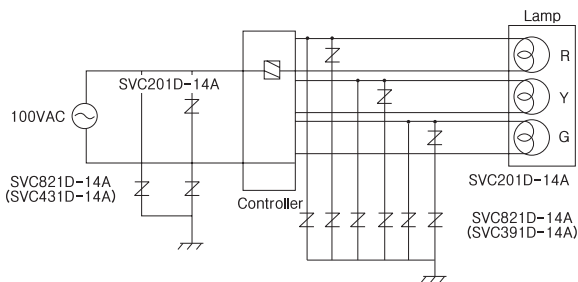 Lamp
R
Y
G
SVC201D-14A
100VAC
SVC821D-14A
(SVC431D-14A)
Controller
SVC201D-14A
SVC821D-14A
(SVC391D-14A)